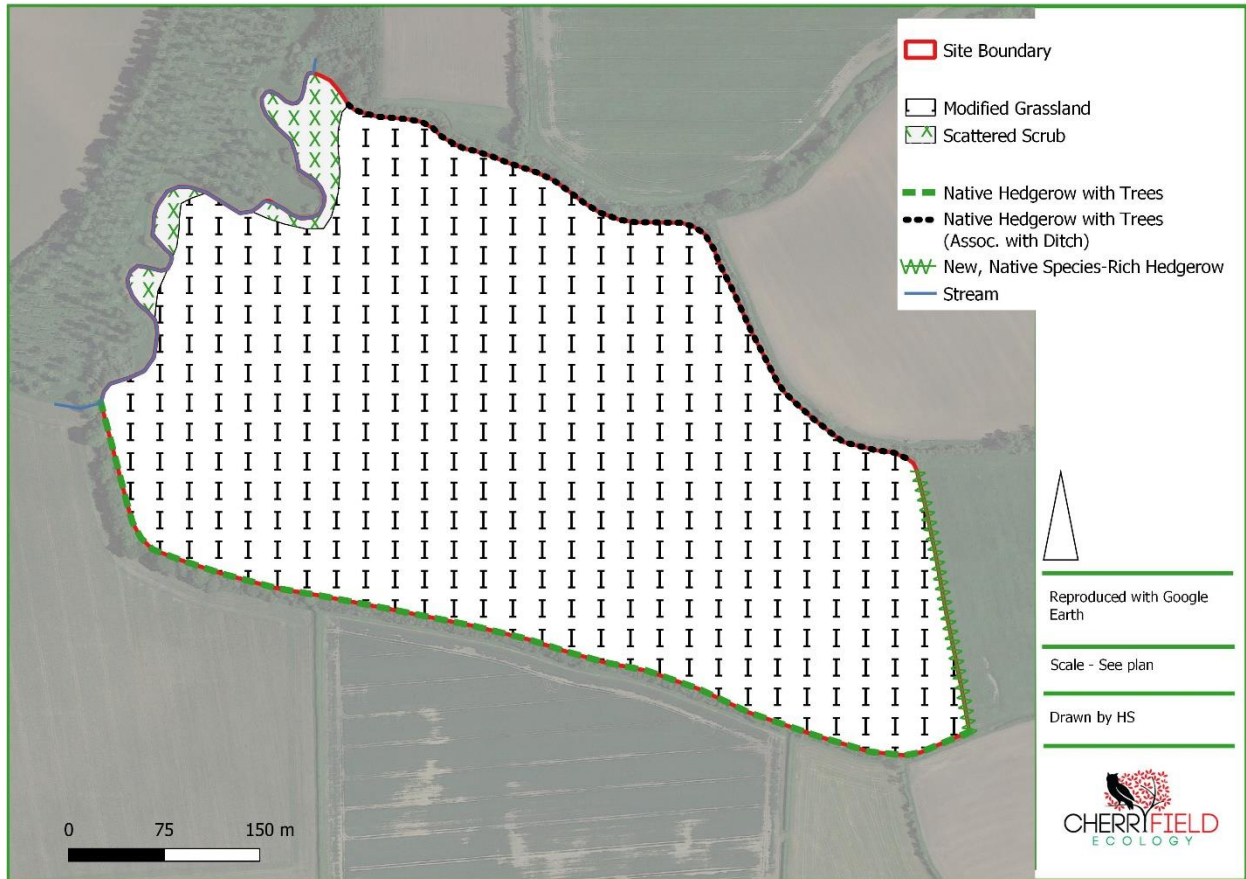 Site Boundary
Modified Grassland
Scattered Scrub
Native Hedgerow with Trees
Native Hedgerow with Trees
(Assoc. with Ditch)
New, Native Species-Rich Hedgerow
Stream
Reproduced with Google
Earth
Scale - See plan
Drawn by HS
CHERRYFIELD
ECOLOGY
0 75 150 m